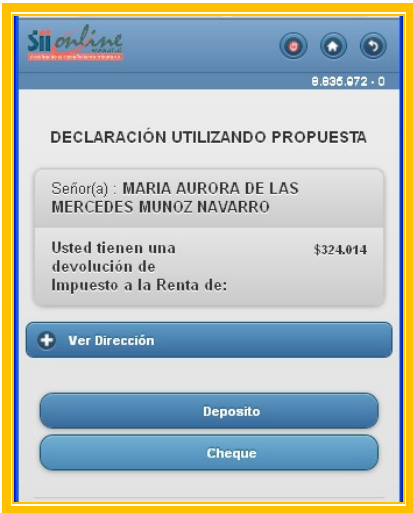 Sii online
8.835.972 - 0
DECLARACIÓN UTILIZANDO PROPUESTA
Señor(a) : MARIA AURORA DE LAS
MERCEDES MUNOZ NAVARRO
Usted tienen una
devolución de
Impuesto a la Renta de:
$324.014
Ver Dirección
Deposito
Cheque